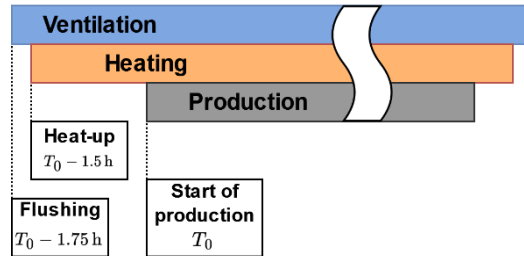 Ventilation
Heating
Production
Heat-up
T₀ − 1.5 h
Flushing
T₀ − 1.75 h
Start of
production
T₀